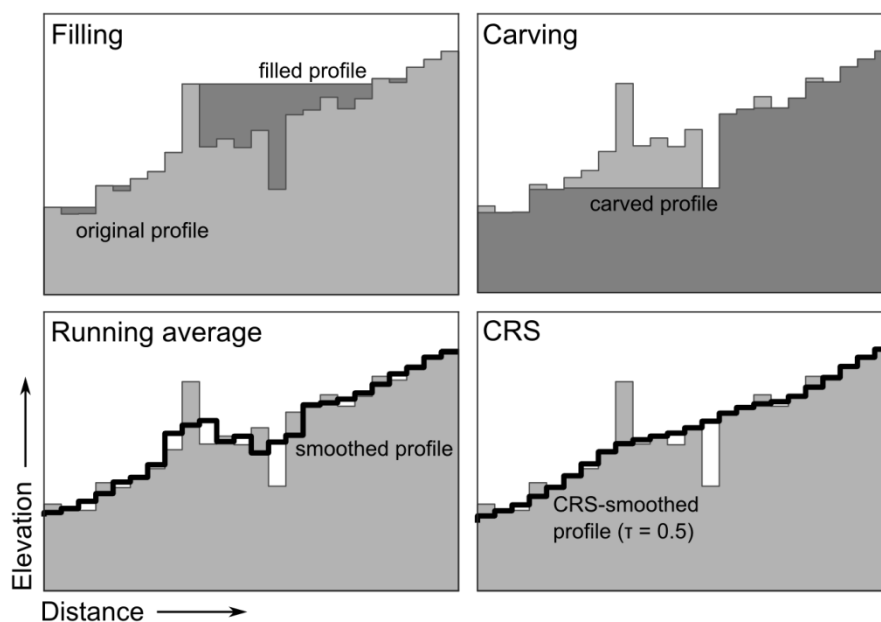 Filling
filled profile
original profile
Carving
carved profile
Running average
smoothed profile
CRS
CRS-smoothed
profile (τ = 0.5)
Elevation
Distance